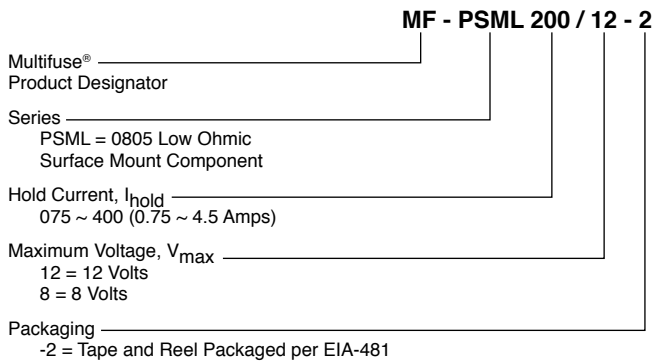 MF - PSML 200 / 12 - 2
Multifuse®
Product Designator
Series
PSML = 0805 Low Ohmic
Surface Mount Component
Hold Current, Ihold
075 ~ 400 (0.75 ~ 4.5 Amps)
Maximum Voltage, Vmax
12 = 12 Volts
8 = 8 Volts
Packaging
-2 = Tape and Reel Packaged per EIA-481